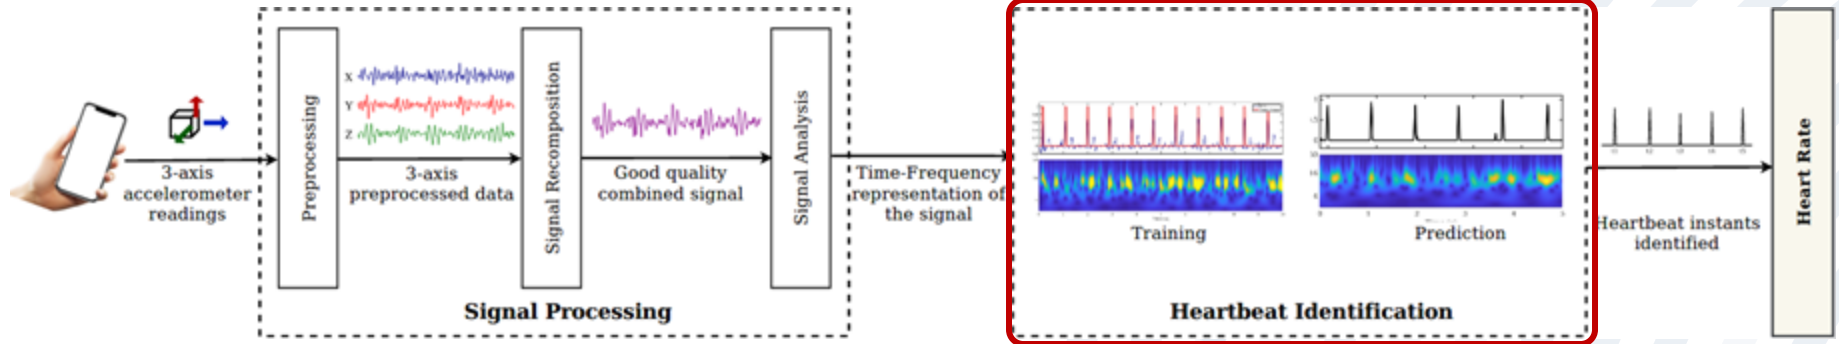 3-axis
accelerometer
readings
Preprocessing
X
Y
Z
3-axis
preprocessed data
Signal Recomposition
Good quality
combined signal
Signal Analysis
Signal Processing
Time-Frequency
representation of
the signal
Training
Prediction
Heartbeat Identification
Heartbeat instants
identified
Heart Rate